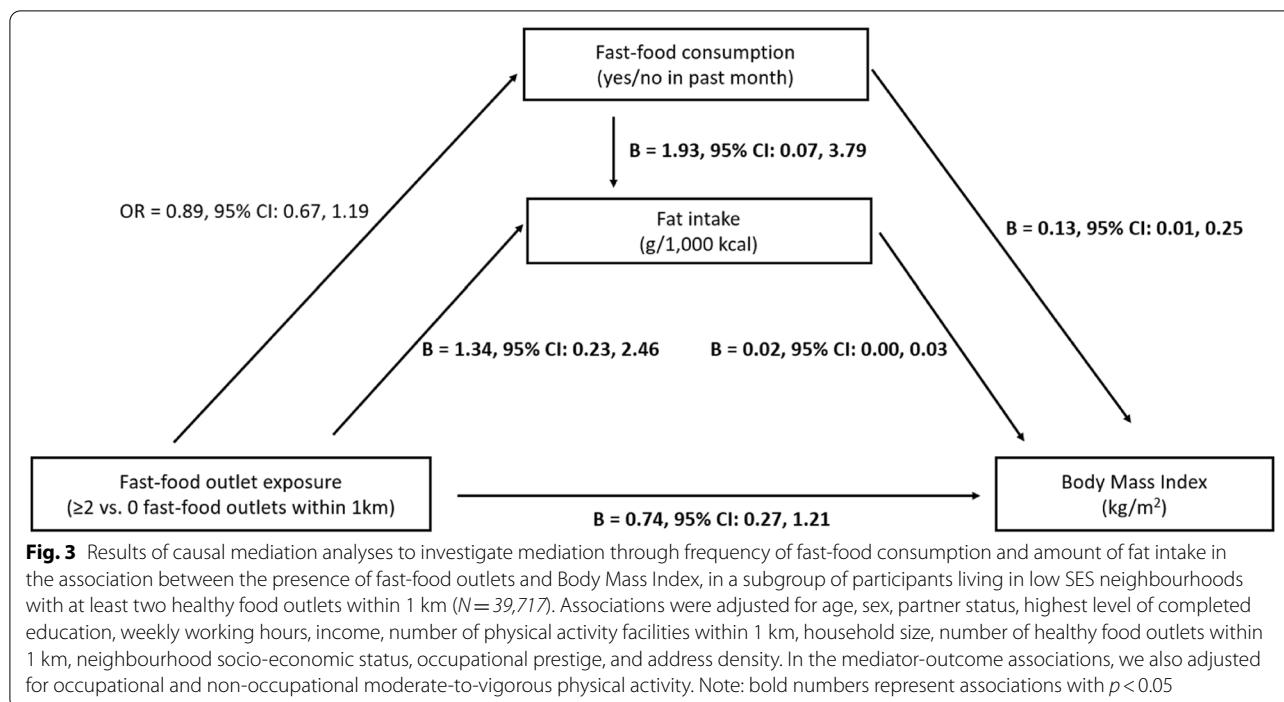 Fast-food consumption
(yes/no in past month)
B = 1.93, 95% CI: 0.07, 3.79
OR = 0.89, 95% CI: 0.67, 1.19
Fat intake
(g/1,000 kcal)
B = 0.13, 95% CI: 0.01, 0.25
B = 1.34, 95% CI: 0.23, 2.46
B = 0.02, 95% CI: 0.00, 0.03
Fast-food outlet exposure
(≥2 vs. 0 fast-food outlets within 1km)
Body Mass Index
(kg/m²)
B = 0.74, 95% CI: 0.27, 1.21
Fig. 3 Results of causal mediation analyses to investigate mediation through frequency of fast-food consumption and amount of fat intake in
the association between the presence of fast-food outlets and Body Mass Index, in a subgroup of participants living in low SES neighbourhoods
with at least two healthy food outlets within 1 km (N = 39,717). Associations were adjusted for age, sex, partner status, highest level of completed
education, weekly working hours, income, number of physical activity facilities within 1 km, household size, number of healthy food outlets within
1 km, neighbourhood socio-economic status, occupational prestige, and address density. In the mediator-outcome associations, we also adjusted
for occupational and non-occupational moderate-to-vigorous physical activity. Note: bold numbers represent associations with p < 0.05